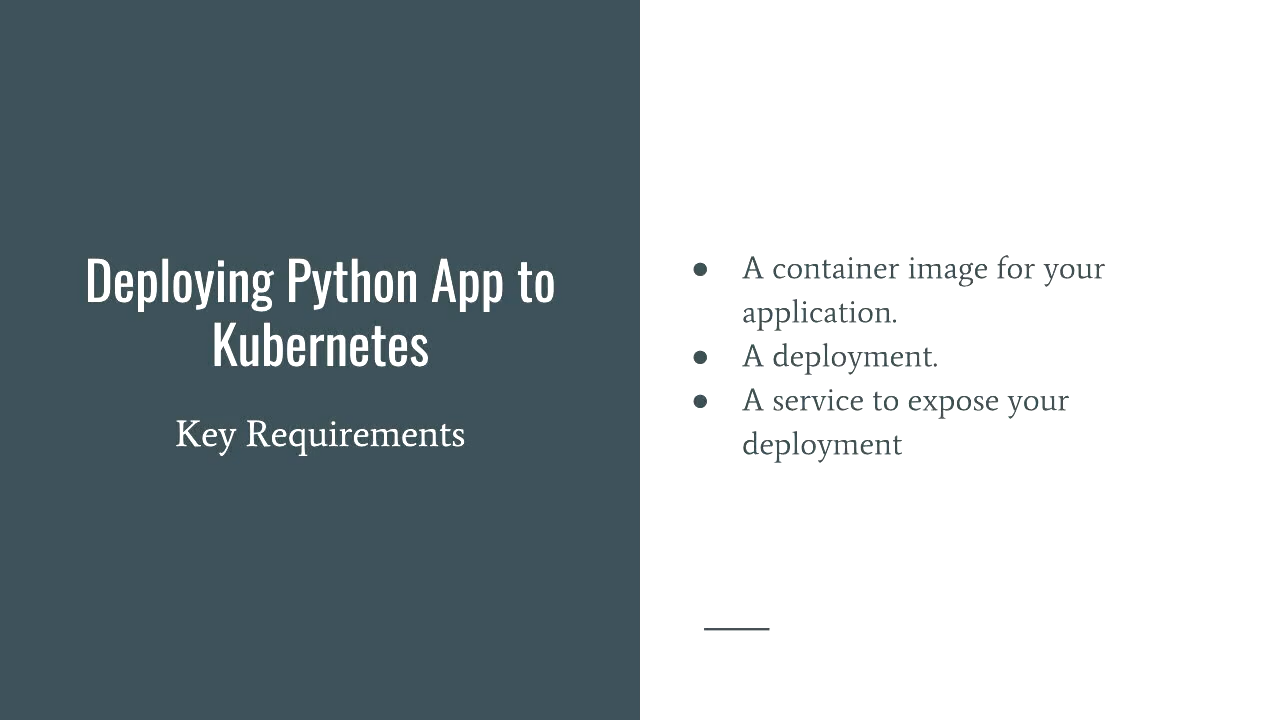 Deploying Python App to
Kubernetes
Key Requirements
● A container image for your
application.
● A deployment.
● A service to expose your
deployment